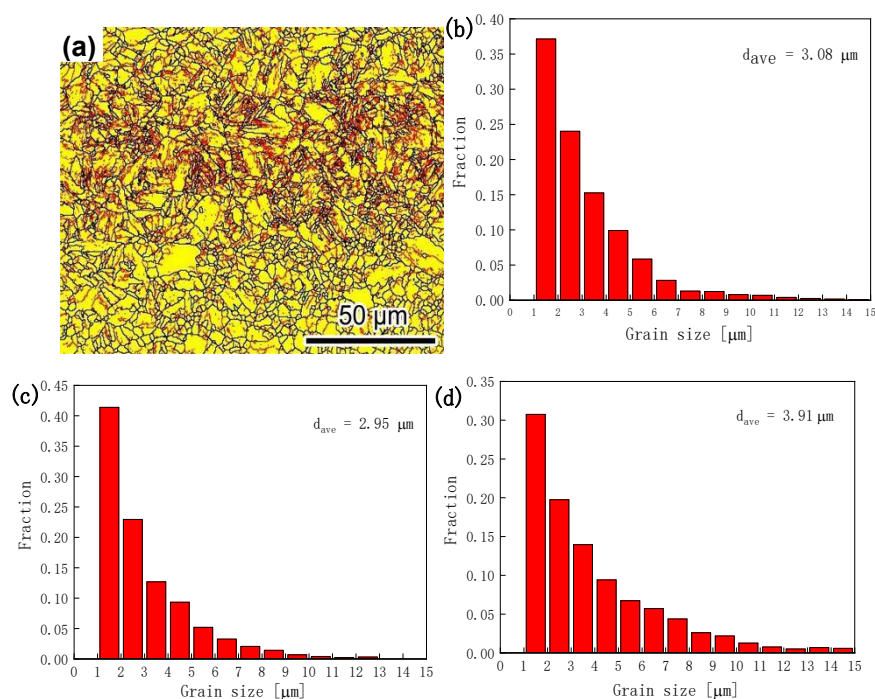 (a)
50 μm
(b)
d_ave = 3.08 μm
Fraction
0.40
0.35
0.30
0.25
0.20
0.15
0.10
0.05
0.00
0 1 2 3 4 5 6 7 8 9 10 11 12 13 14 15
Grain size [μm]
(c)
d_ave = 2.95 μm
Fraction
0.45
0.40
0.35
0.30
0.25
0.20
0.15
0.10
0.05
0.00
0 1 2 3 4 5 6 7 8 9 10 11 12 13 15
Grain size [μm]
(d)
d_ave = 3.91 μm
Fraction
0.35
0.30
0.25
0.20
0.15
0.10
0.05
0.00
0 1 2 3 4 5 6 7 8 9 10 11 12 13 14 15
Grain size [μm]